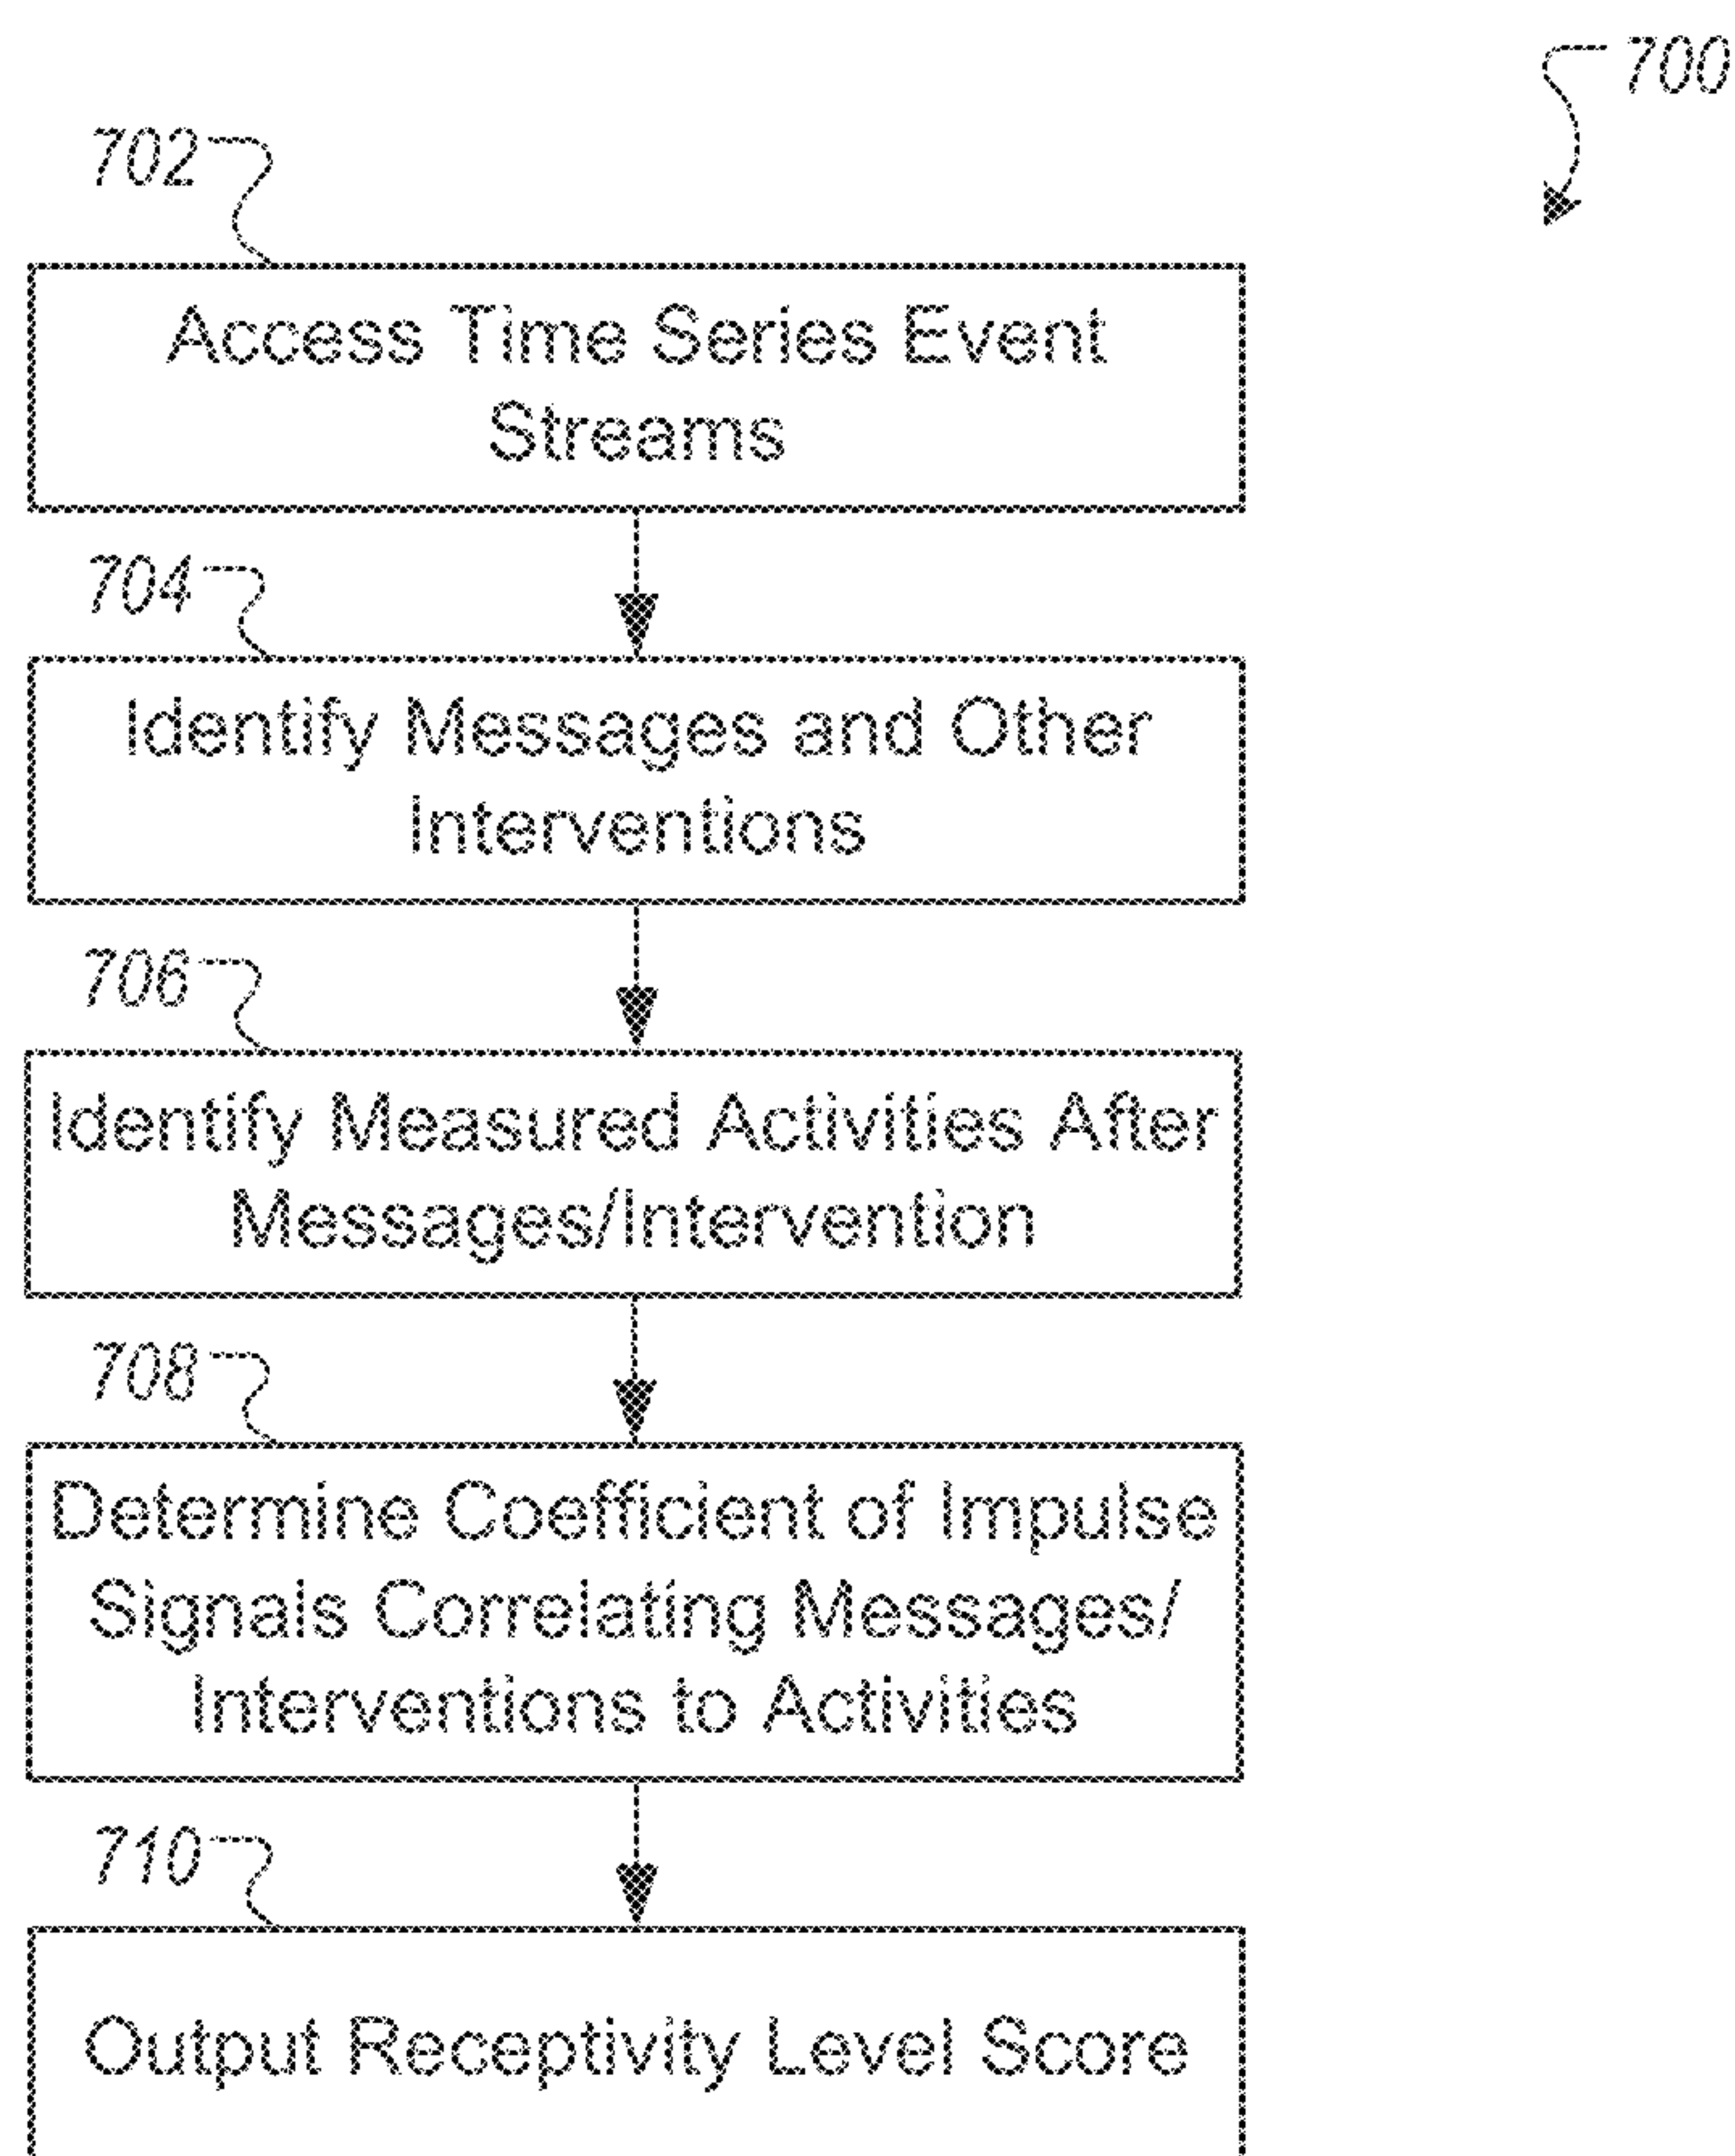 700
702
Access Time Series Event
Streams
704
Identify Messages and Other
Interventions
706
Identify Measured Activities After
Messages/Intervention
708
Determine Coefficient of Impulse
Signals Correlating Messages/
Interventions to Activities
710
Output Receptivity Level Score